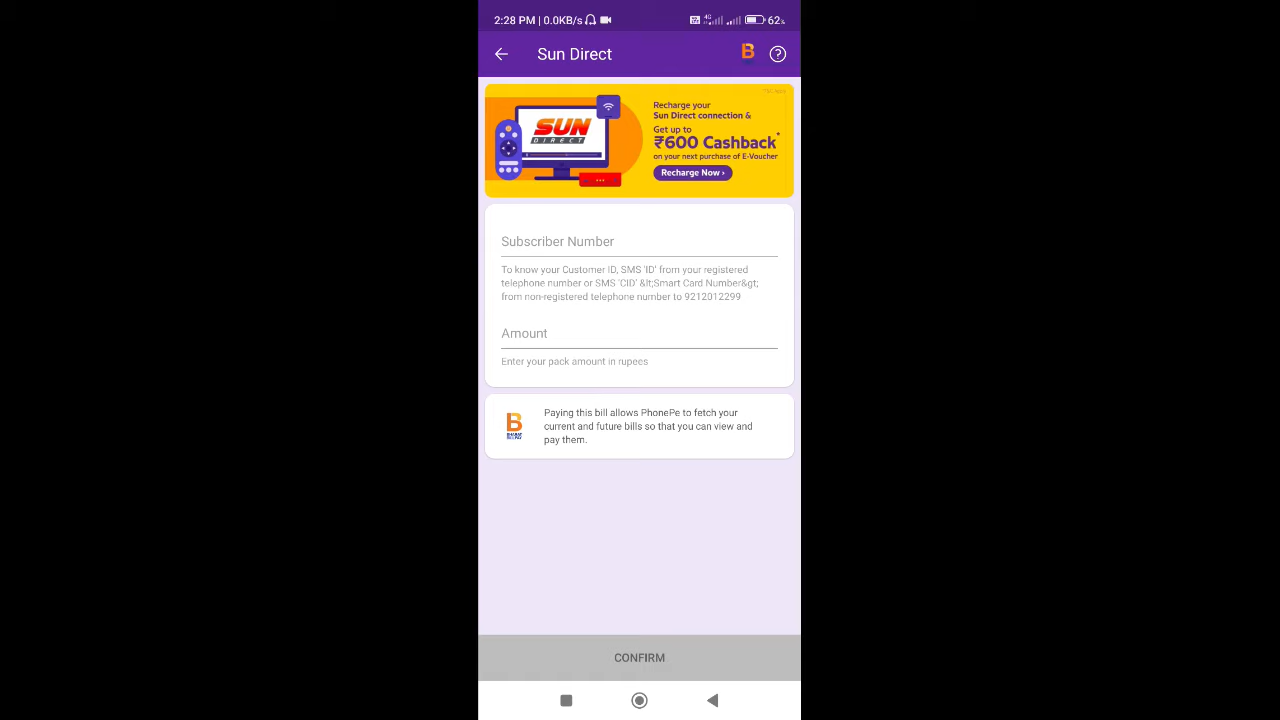 2:28 PM | 0.0KB/s 4G 62%
Sun Direct
SUN
DIRECT
Recharge your
Sun Direct connection &
Get up to
₹600 Cashback*
on your next purchase of E-Voucher
Recharge Now ›
Subscriber Number
To know your Customer ID, SMS 'ID' from your registered
telephone number or SMS 'CID' &lt;Smart Card Number&gt;
from non-registered telephone number to 9212012299
Amount
Enter your pack amount in rupees
BHARAT
BILLPAY
Paying this bill allows PhonePe to fetch your
current and future bills so that you can view and
pay them.
CONFIRM